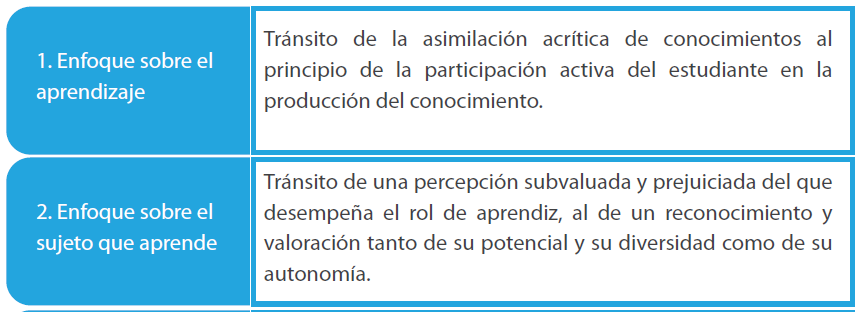 1. Enfoque sobre el
aprendizaje
Tránsito de la asimilación acrítica de conocimientos al
principio de la participación activa del estudiante en la
producción del conocimiento.
2. Enfoque sobre el
sujeto que aprende
Tránsito de una percepción subvaluada y prejuiciada del que
desempeña el rol de aprendiz, al de un reconocimiento y
valoración tanto de su potencial y su diversidad como de su
autonomía.